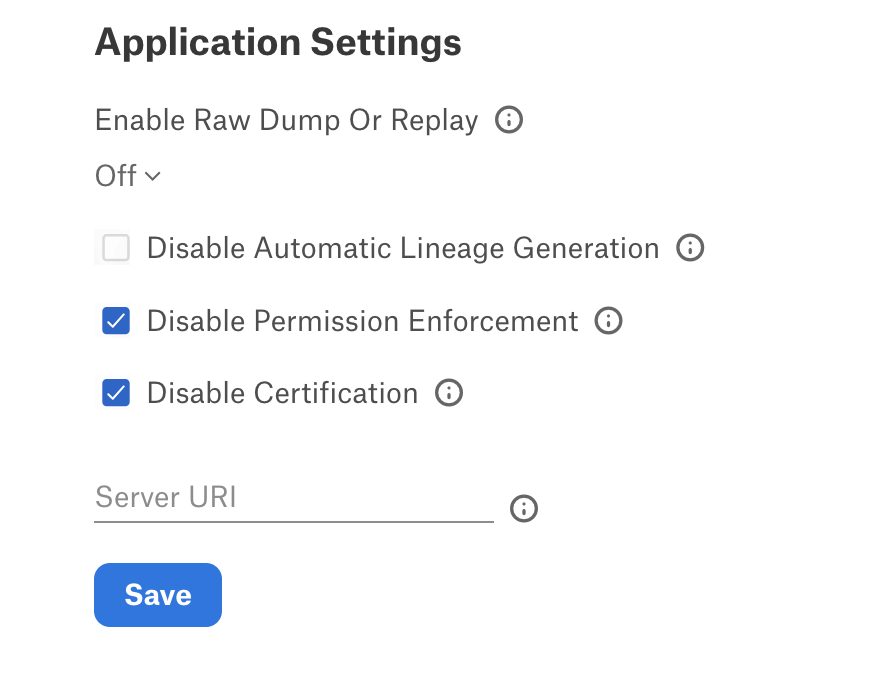 Application Settings
Enable Raw Dump Or Replay
Off
Disable Automatic Lineage Generation
Disable Permission Enforcement
Disable Certification
Server URI
Save